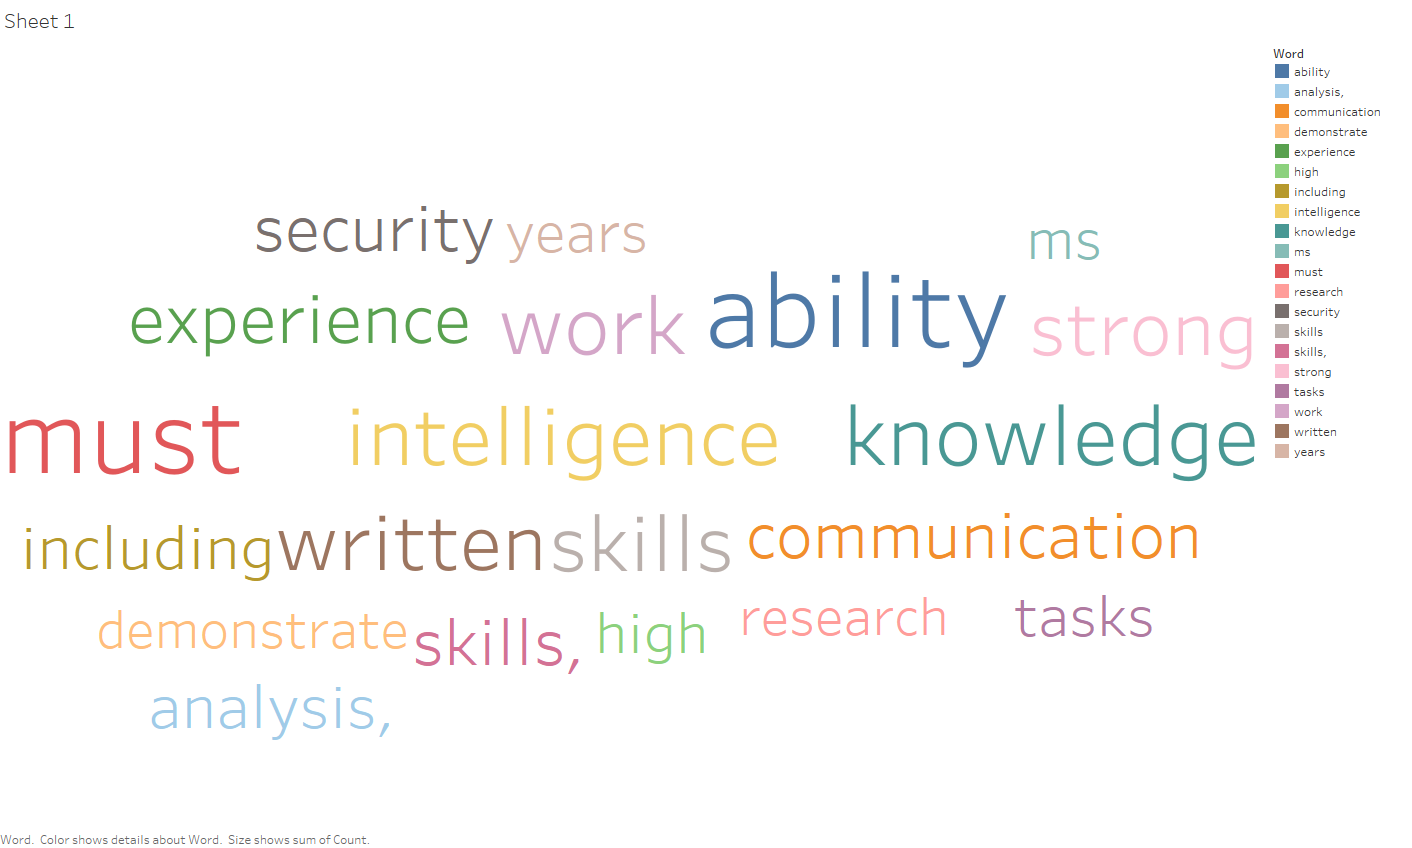 Sheet 1
security years ms
experience work ability strong
must intelligence knowledge
including written skills communication
demonstrate skills, high research tasks
analysis,
Word
ability
analysis,
communication
demonstrate
experience
high
including
intelligence
knowledge
ms
must
research
security
skills
skills,
strong
tasks
work
written
years
Word.  Color shows details about Word.  Size shows sum of Count.